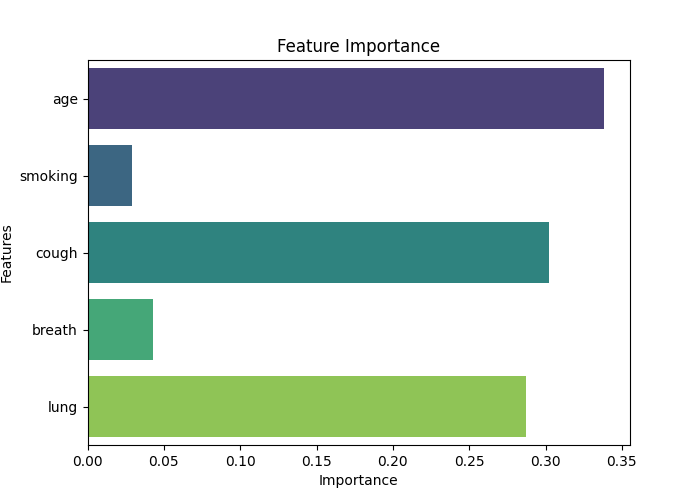 Feature Importance
age
smoking
cough
breath
lung
Features
0.00 0.05 0.10 0.15 0.20 0.25 0.30 0.35
Importance